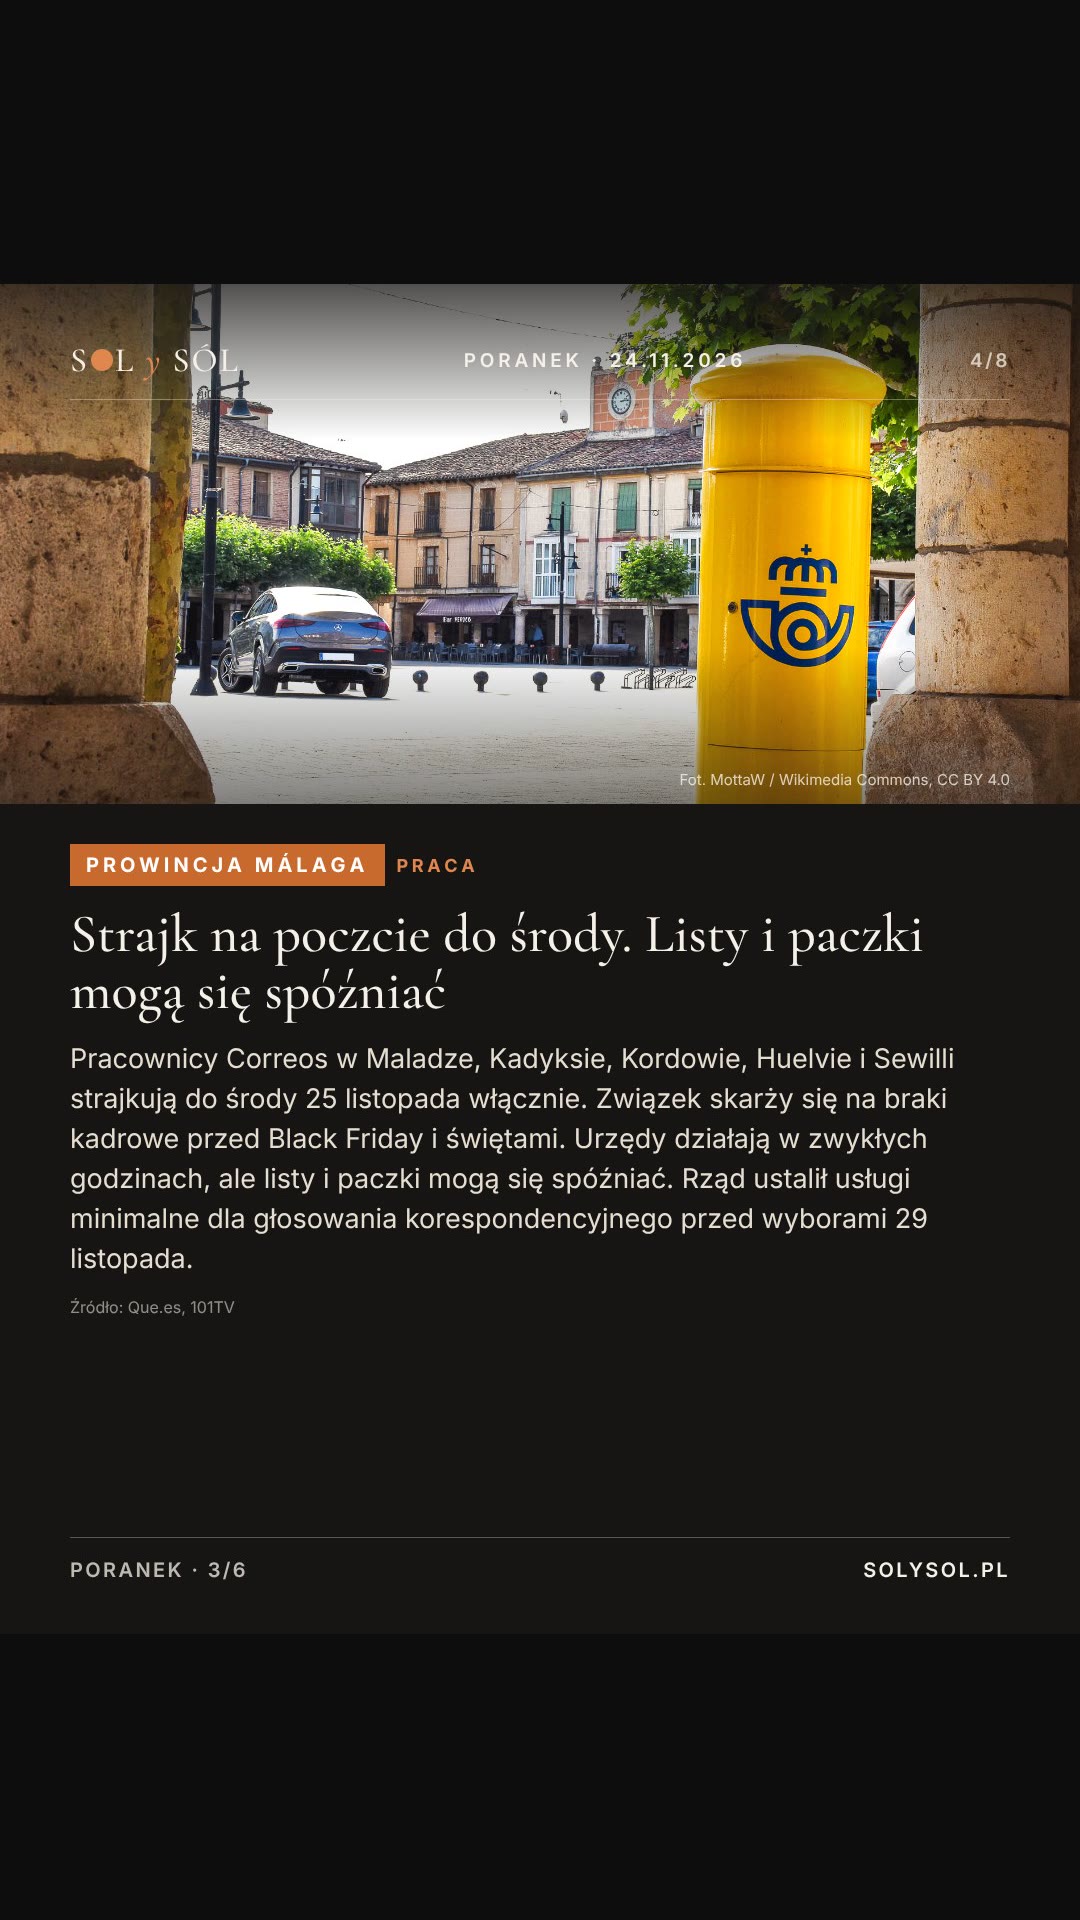 SOL y SÓL
PORANEK · 24.11.2026
4/8
Bar
Fot. MottaW / Wikimedia Commons, CC BY 4.0
PROWINCJA MÁLAGA
PRACA
Strajk na poczcie do środy. Listy i paczki
mogą się spóźniać
Pracownicy Correos w Maladze, Kadyksie, Kordowie, Huelvie i Sewilli
strajkują do środy 25 listopada włącznie. Związek skarży się na braki
kadrowe przed Black Friday i świętami. Urzędy działają w zwykłych
godzinach, ale listy i paczki mogą się spóźniać. Rząd ustalił usługi
minimalne dla głosowania korespondencyjnego przed wyborami 29
listopada.
Źródło: Que.es, 101TV
PORANEK · 3/6
SOLYSOL.PL